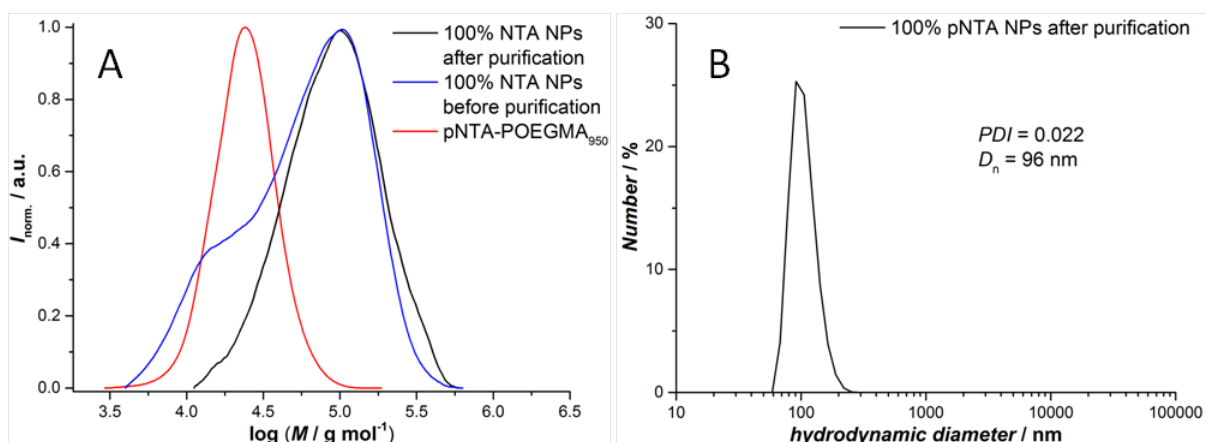 A
100% NTA NPs
after purification
100% NTA NPs
before purification
pNTA-POEGMA₉₅₀
1.0
0.8
0.6
0.4
0.2
0.0
I norm. / a.u.
3.5 4.0 4.5 5.0 5.5 6.0 6.5
log (M / g mol⁻¹)
B
100% pNTA NPs after purification
PDI = 0.022
Dₙ = 96 nm
30
20
10
0
Number / %
10 100 1000 10000 100000
hydrodynamic diameter / nm